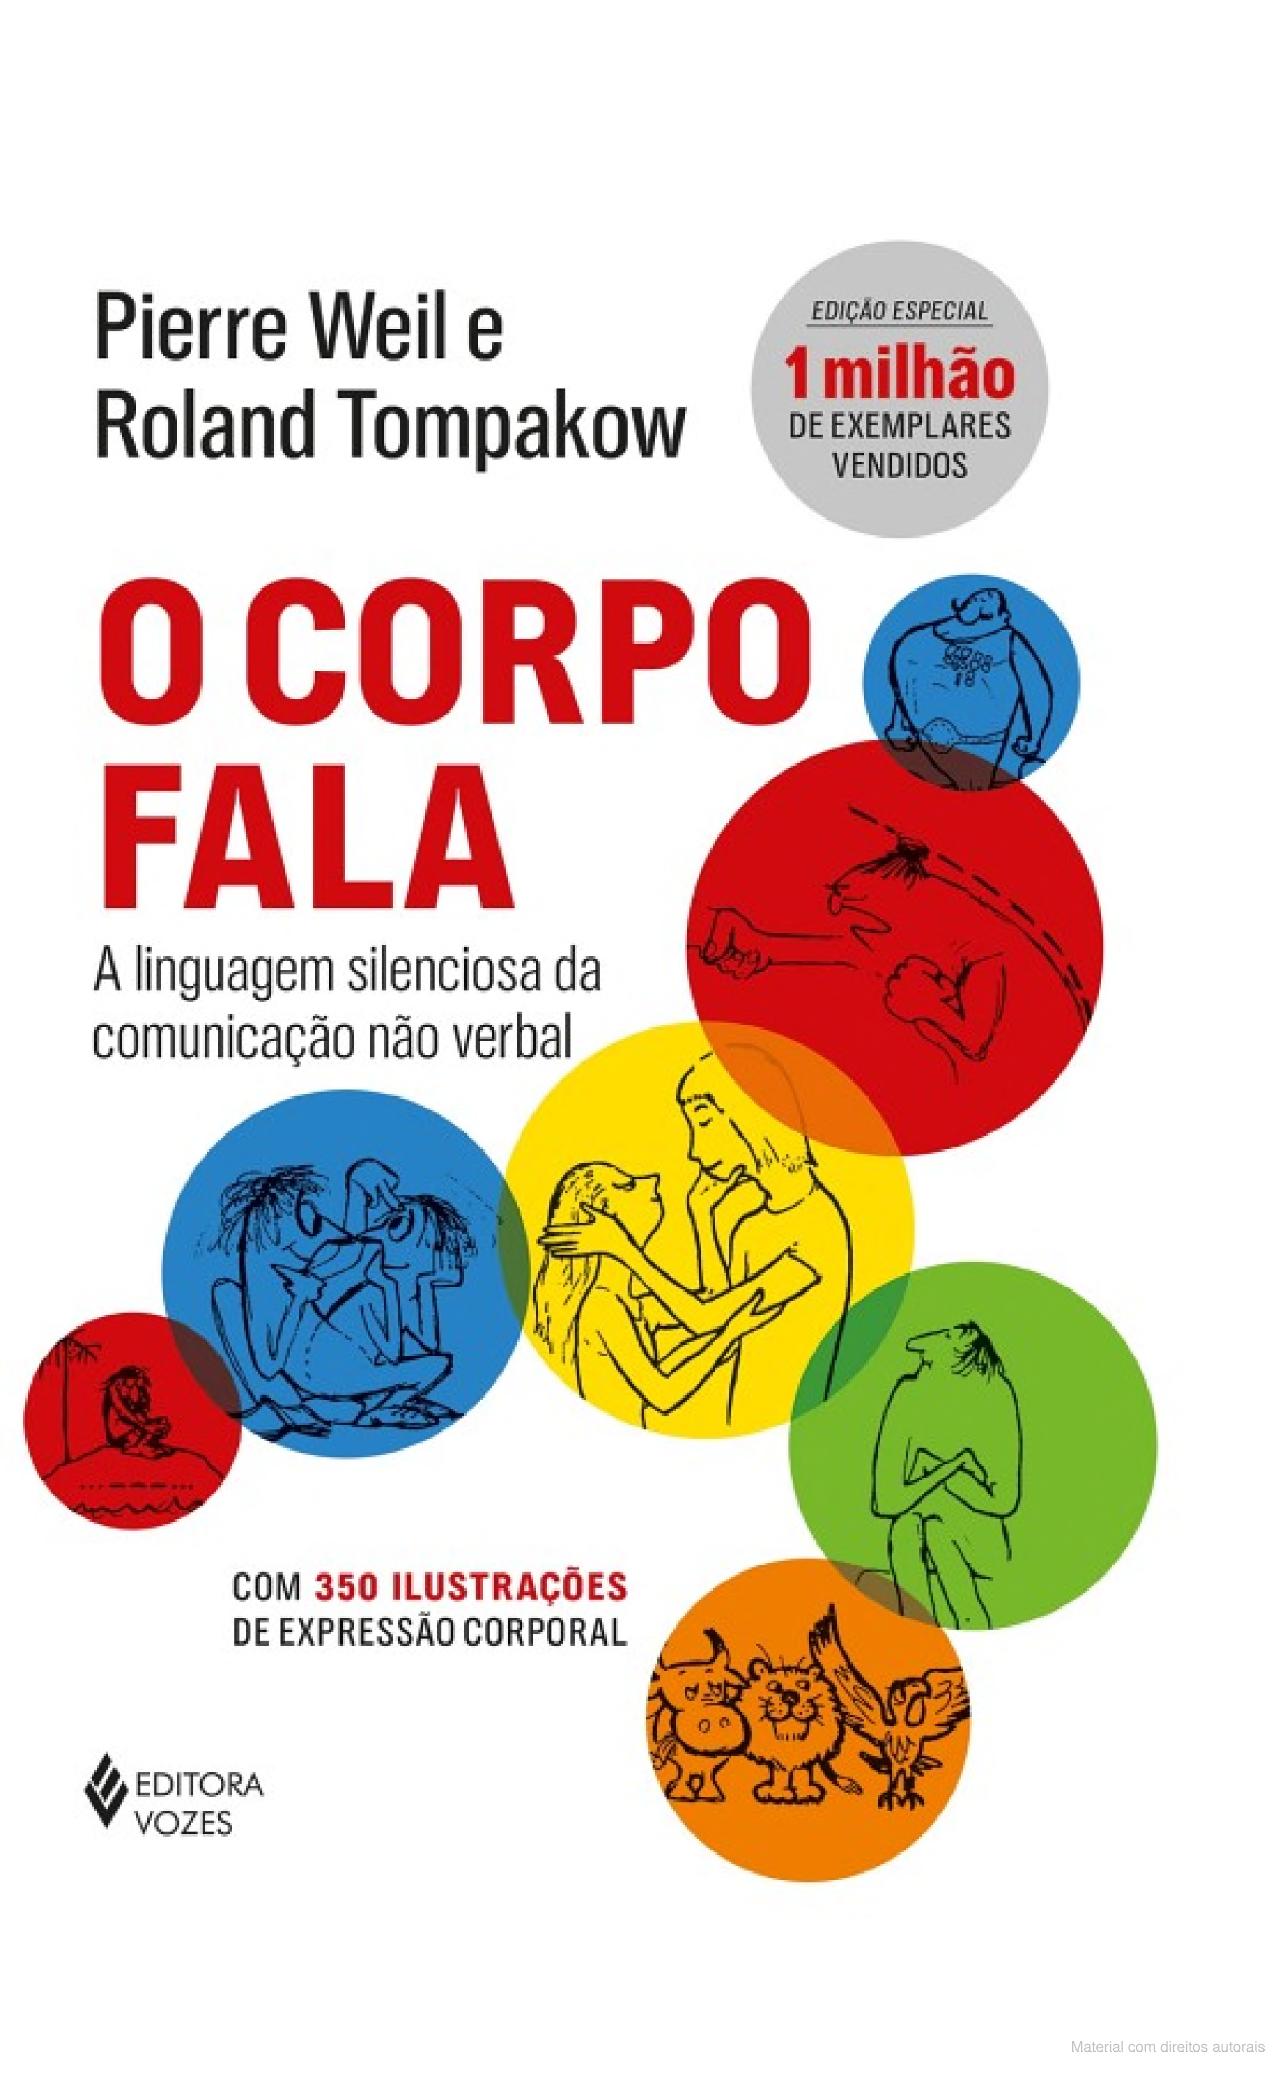 Pierre Weil e
Roland Tompakow
EDIÇÃO ESPECIAL
1 milhão
DE EXEMPLARES
VENDIDOS
O CORPO
FALA
A linguagem silenciosa da
comunicação não verbal
COM 350 ILUSTRAÇÕES
DE EXPRESSÃO CORPORAL
EDITORA
VOZES
Material com direitos autorais